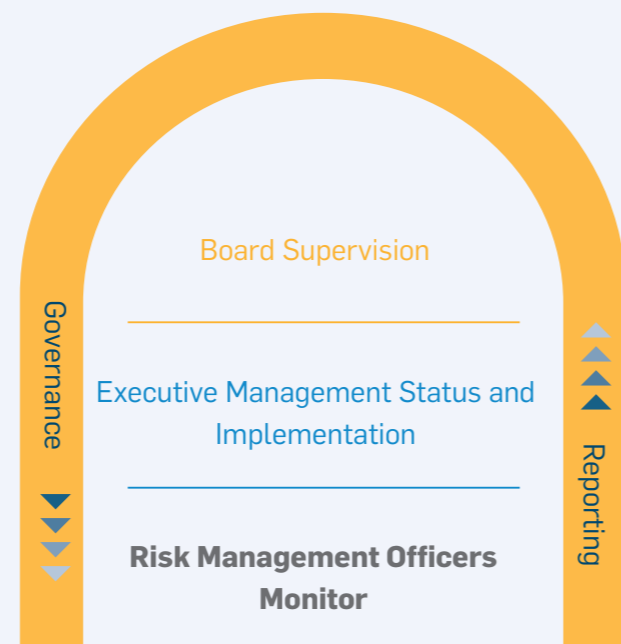 Board Supervision
Governance
Executive Management Status and
Implementation
Reporting
Risk Management Officers
Monitor